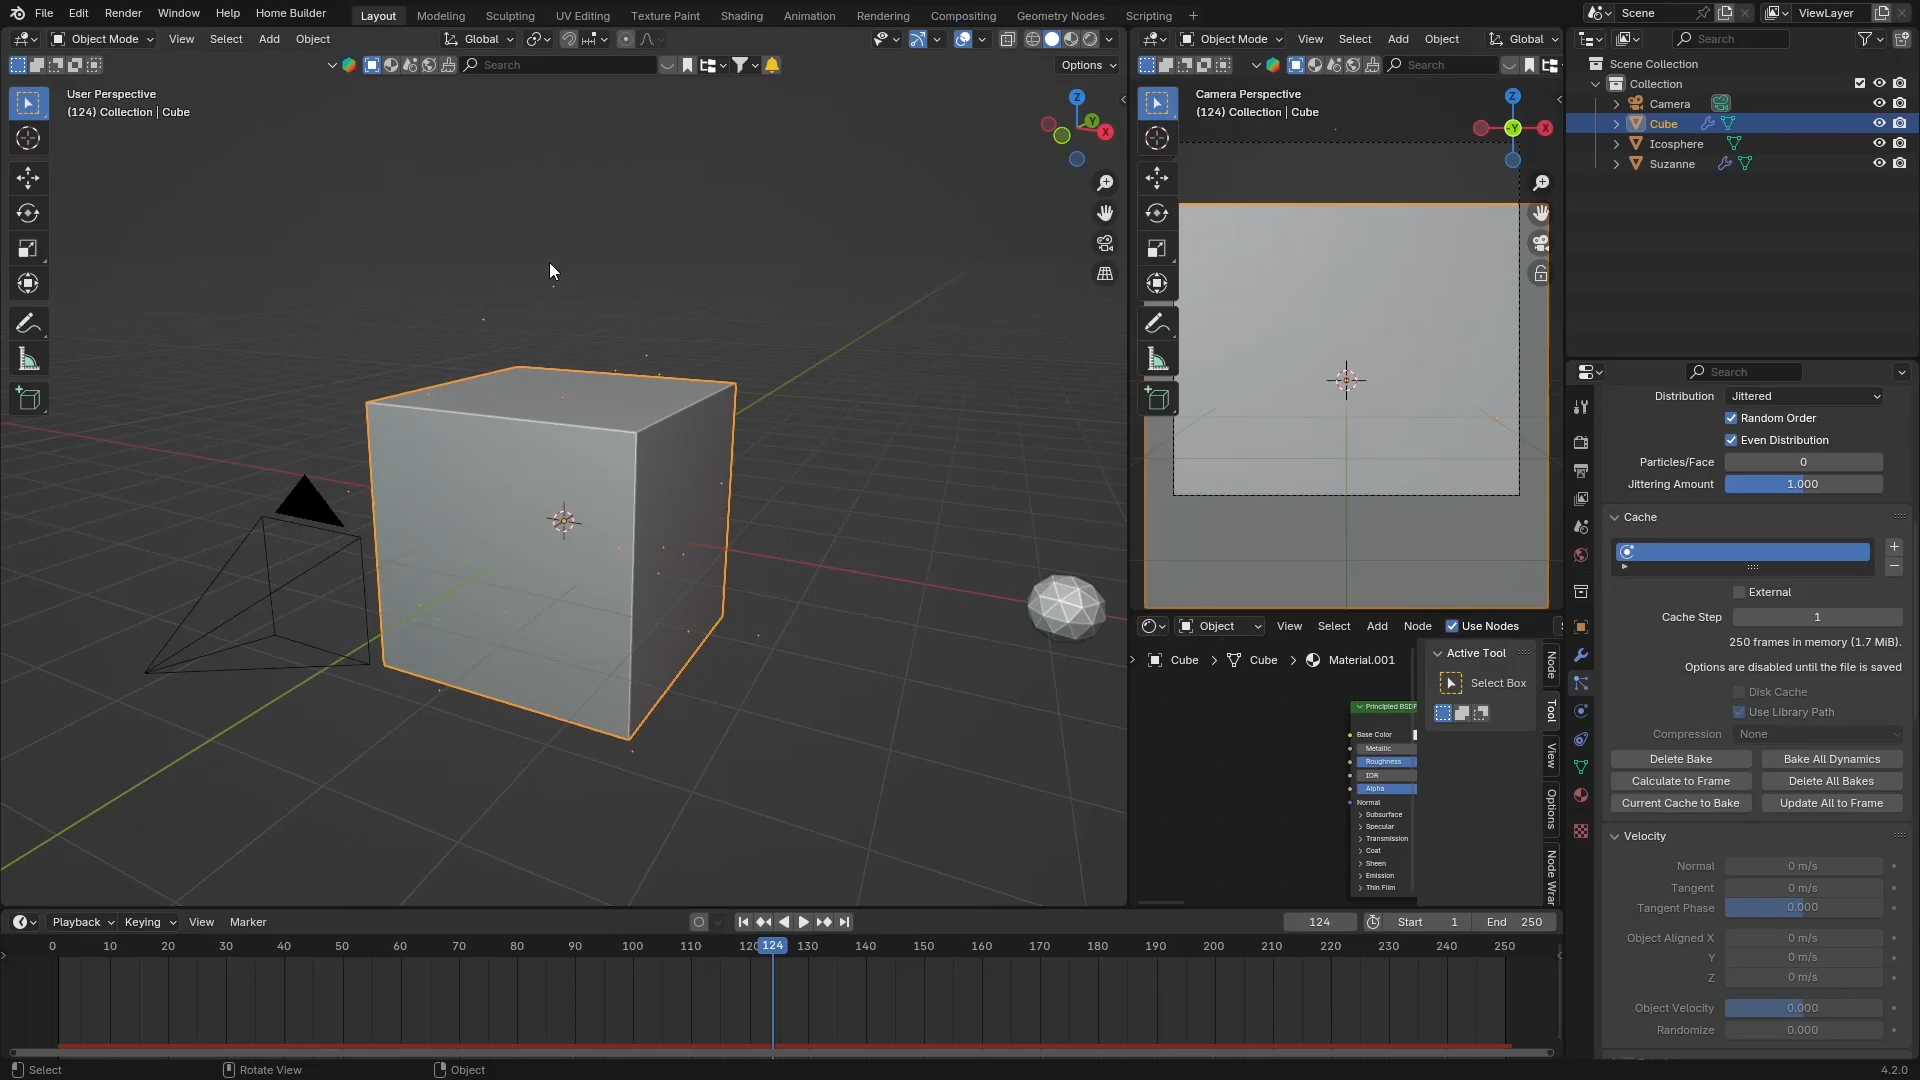 File Edit Render Window Help Home Builder Layout Modeling Sculpting UV Editing Texture Paint Shading Animation Rendering Compositing Geometry Nodes Scripting + Scene ViewLayer
Object Mode View Select Add Object Global
Search Options
User Perspective
(124) Collection | Cube
Z
Y
X
Object Mode View Select Add Object Global
Search
Camera Perspective
(124) Collection | Cube
Z
-Y
X
Object View Select Add Node Use Nodes
Cube > Cube > Material.001
Principled BSDF
Base Color
Metallic
Roughness
IOR
Alpha
Normal
Subsurface
Specular
Transmission
Coat
Sheen
Emission
Thin Film
Active Tool
Select Box
Node
Tool
View
Options
Node Wran
Search
Scene Collection
Collection
Camera
Cube
Icosphere
Suzanne
Search
Distribution Jittered
Random Order
Even Distribution
Particles/Face 0
Jittering Amount 1.000
Cache
External
Cache Step 1
250 frames in memory (1.7 MiB).
Options are disabled until the file is saved
Disk Cache
Use Library Path
Compression None
Delete Bake Bake All Dynamics
Calculate to Frame Delete All Bakes
Current Cache to Bake Update All to Frame
Velocity
Normal 0 m/s
Tangent 0 m/s
Tangent Phase 0.000
Object Aligned X 0 m/s
Y 0 m/s
Z 0 m/s
Object Velocity 0.000
Randomize 0.000
Playback Keying View Marker 124 Start 1 End 250
0 10 20 30 40 50 60 70 80 90 100 110 124 130 140 150 160 170 180 190 200 210 220 230 240 250
Select Rotate View Object 4.2.0